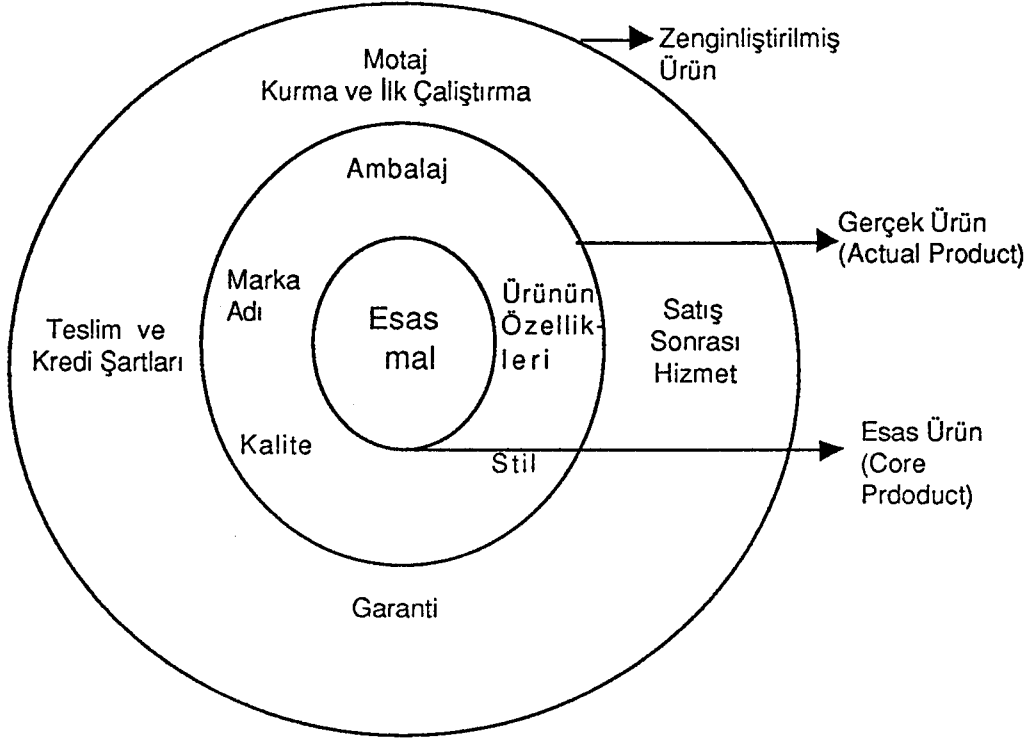 Zenginliştirilmiş
Ürün
Motaj
Kurma ve İlk Çaliştırma
Ambalaj
Gerçek Ürün
(Actual Product)
Marka
Adı
Esas
mal
Ürünün
Özellik-
leri
Teslim ve
Kredi Şartları
Satış
Sonrası
Hizmet
Kalite
Stil
Esas Ürün
(Core
Prdoduct)
Garanti